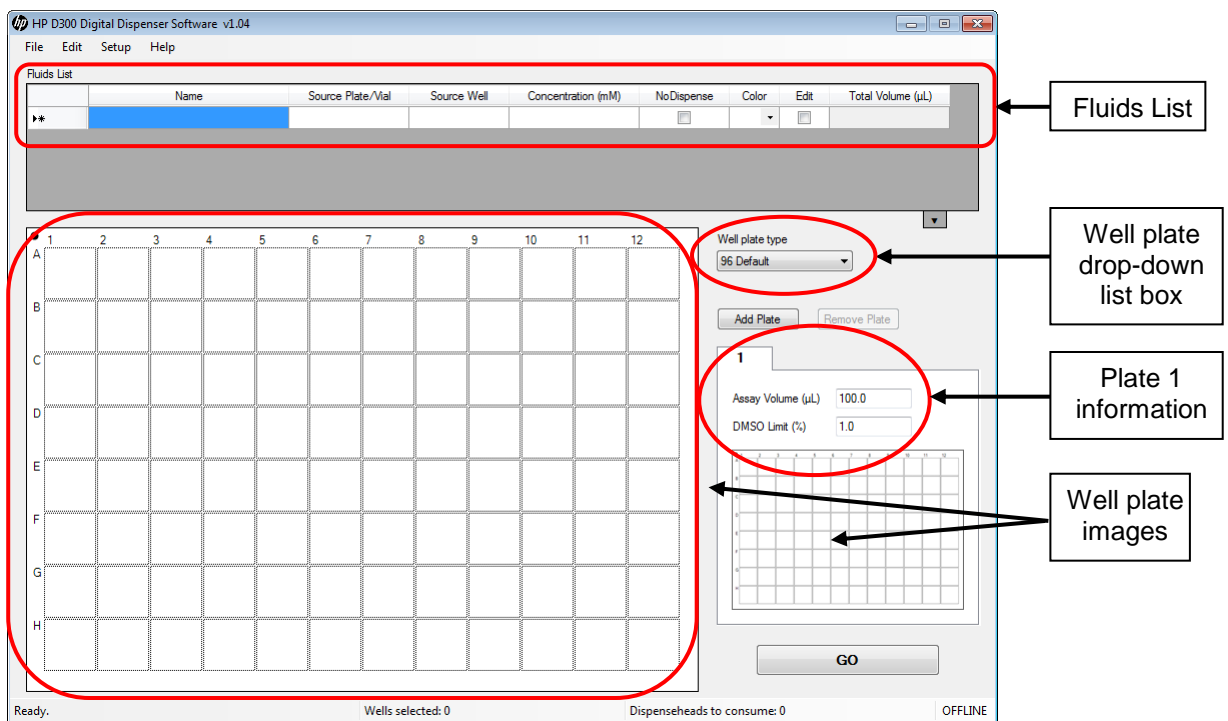 hp HP D300 Digital Dispenser Software v1.04
File Edit Setup Help
Fluids List
Name Source Plate/Vial Source Well Concentration (mM) NoDispense Color Edit Total Volume (µL)
Fluids List
1 2 3 4 5 6 7 8 9 10 11 12
A
B
C
D
E
F
G
H
Well plate type
96 Default
Well plate
drop-down
list box
Add Plate Remove Plate
1
Assay Volume (µL) 100.0
DMSO Limit (%) 1.0
Plate 1
information
Well plate
images
GO
Ready. Wells selected: 0 Dispenseheads to consume: 0 OFFLINE